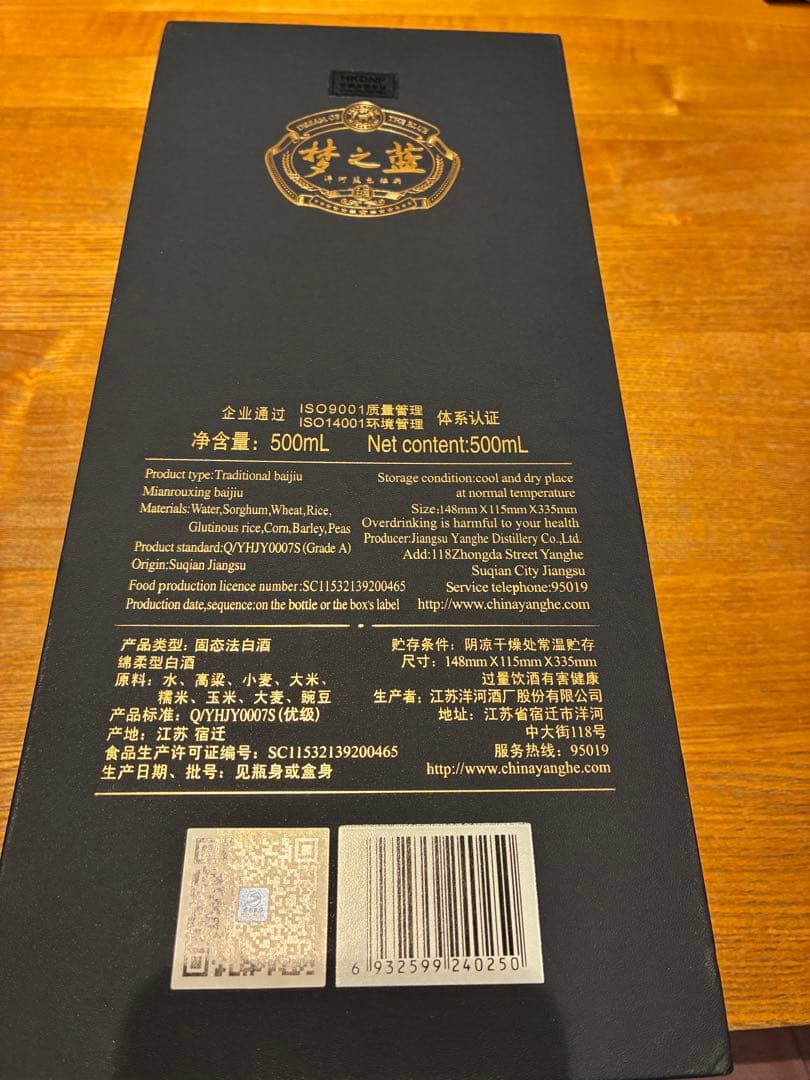 HKDNP
DREAM OF THE BLUE
梦之蓝
洋河蓝色经典
企业通过 ISO9001质量管理 体系认证
ISO14001环境管理
净含量：500mL Net content:500mL
Product type:Traditional baijiu
Mianrouxing baijiu
Materials:Water,Sorghum,Wheat,Rice,
Glutinous rice,Corn,Barley,Peas
Product standard:Q/YHJY0007S (Grade A)
Origin:Suqian Jiangsu
Food production licence number:SC11532139200465
Production date,sequence:on the bottle or the box's label
Storage condition:cool and dry place
at normal temperature
Size:148mm X115mm X335mm
Overdrinking is harmful to your health
Producer:Jiangsu Yanghe Distillery Co.,Ltd.
Add:118Zhongda Street Yanghe
Suqian City Jiangsu
Service telephone:95019
http://www.chinayanghe.com
产品类型：固态法白酒
绵柔型白酒
原料：水、高粱、小麦、大米、
糯米、玉米、大麦、豌豆
产品标准：Q/YHJY0007S (优级)
产地：江苏 宿迁
食品生产许可证编号：SC11532139200465
生产日期、批号：见瓶身或盒身
贮存条件：阴凉干燥处常温贮存
尺寸：148mm X115mm X335mm
过量饮酒有害健康
生产者：江苏洋河酒厂股份有限公司
地址：江苏省宿迁市洋河
中大街118号
服务热线：95019
http://www.chinayanghe.com
6 932599 240250